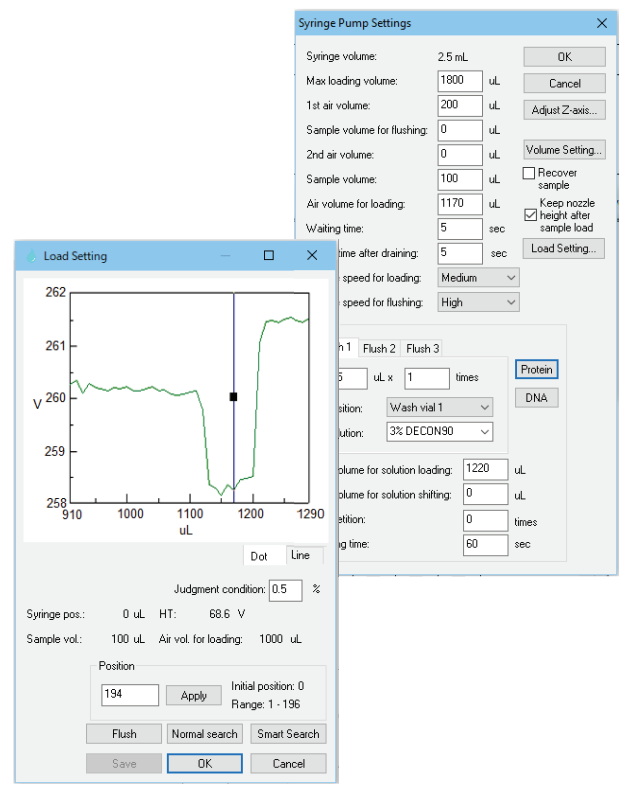 Syringe Pump Settings
Syringe volume: 2.5 mL OK
Max loading volume: 1800 uL Cancel
1st air volume: 200 uL Adjust Z-axis...
Sample volume for flushing: 0 uL
2nd air volume: 0 uL Volume Setting...
Sample volume: 100 uL Recover sample
Air volume for loading: 1170 uL Keep nozzle height after sample load
Waiting time: 5 sec
time after draining: 5 sec Load Setting...
speed for loading: Medium
speed for flushing: High
1 Flush 2 Flush 3
5 uL x 1 times Protein
sition: Wash vial 1 DNA
lution: 3% DECON90
olume for solution loading: 1220 uL
olume for solution shifting: 0 uL
etition: 0 times
g time: 60 sec
Load Setting
262
261
260
259
258
V
910 1000 1100 1200 1290
uL
Dot Line
Judgment condition: 0.5 %
Syringe pos.: 0 uL HT: 68.6 V
Sample vol.: 100 uL Air vol. for loading: 1000 uL
Position
194 Apply Initial position: 0
Range: 1 - 196
Flush Normal search Smart Search
Save OK Cancel